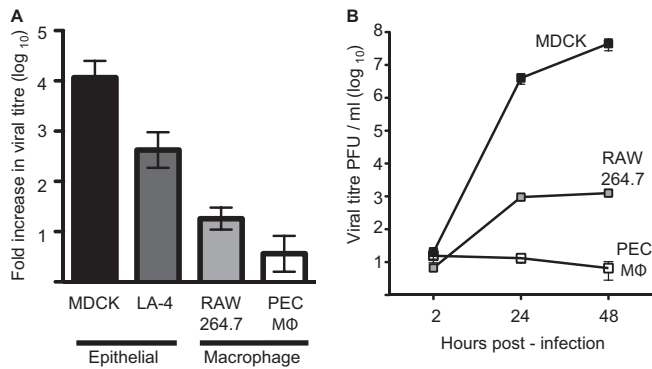 A
Fold increase in viral titre (log 10)
5
4
3
2
1
MDCK
LA-4
RAW
264.7
PEC
MΦ
Epithelial
Macrophage
B
Viral titre PFU / ml (log 10)
8
7
6
5
4
3
2
1
MDCK
RAW
264.7
PEC
MΦ
2
24
48
Hours post - infection